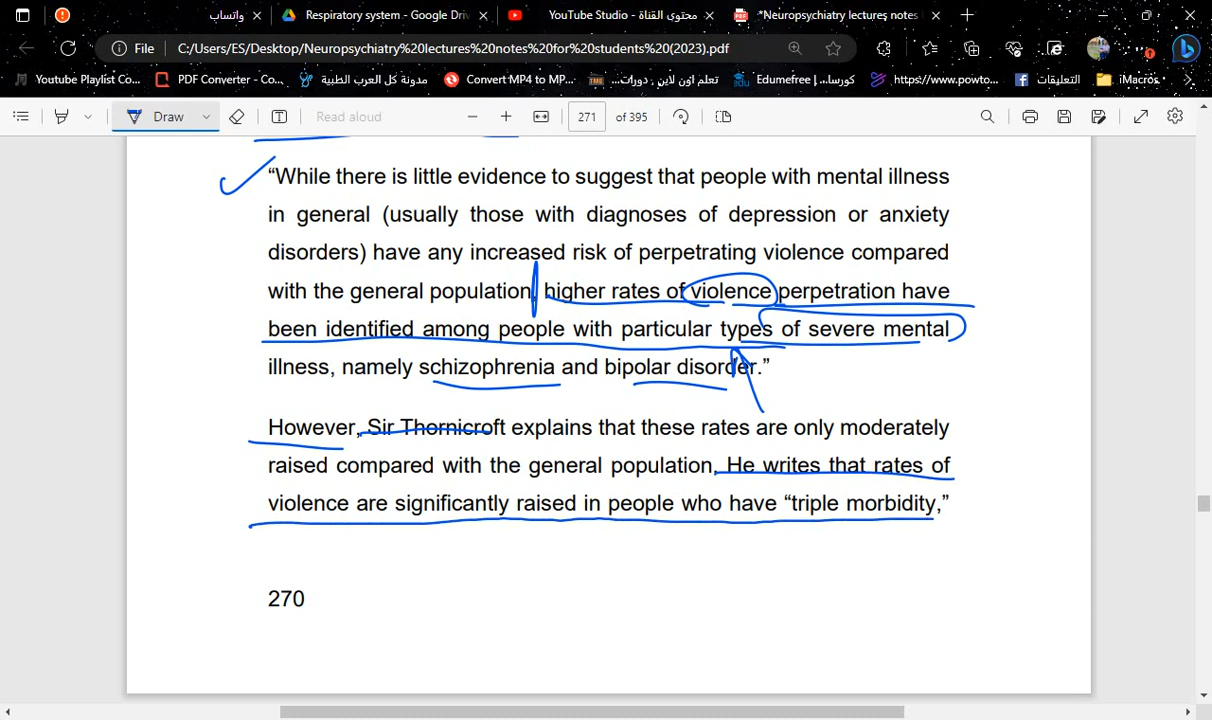 واتساب
Respiratory system - Google Driv
YouTube Studio - محتوى القناة
*Neuropsychiatry lectures notes
File
C:/Users/ES/Desktop/Neuropsychiatry%20lectures%20notes%20for%20students%20(2023).pdf
Youtube Playlist Co...
PDF Converter - Co...
مدونة كل العرب الطبية
Convert MP4 to MP...
تعلم اون لاين , دورات...
Edumefree | كورسا...
https://www.powto...
التعليقات
iMacros
Draw
Read aloud
271 of 395
“While there is little evidence to suggest that people with mental illness
in general (usually those with diagnoses of depression or anxiety
disorders) have any increased risk of perpetrating violence compared
with the general population, higher rates of violence perpetration have
been identified among people with particular types of severe mental
illness, namely schizophrenia and bipolar disorder.”
However, Sir Thornicroft explains that these rates are only moderately
raised compared with the general population. He writes that rates of
violence are significantly raised in people who have “triple morbidity,”
270